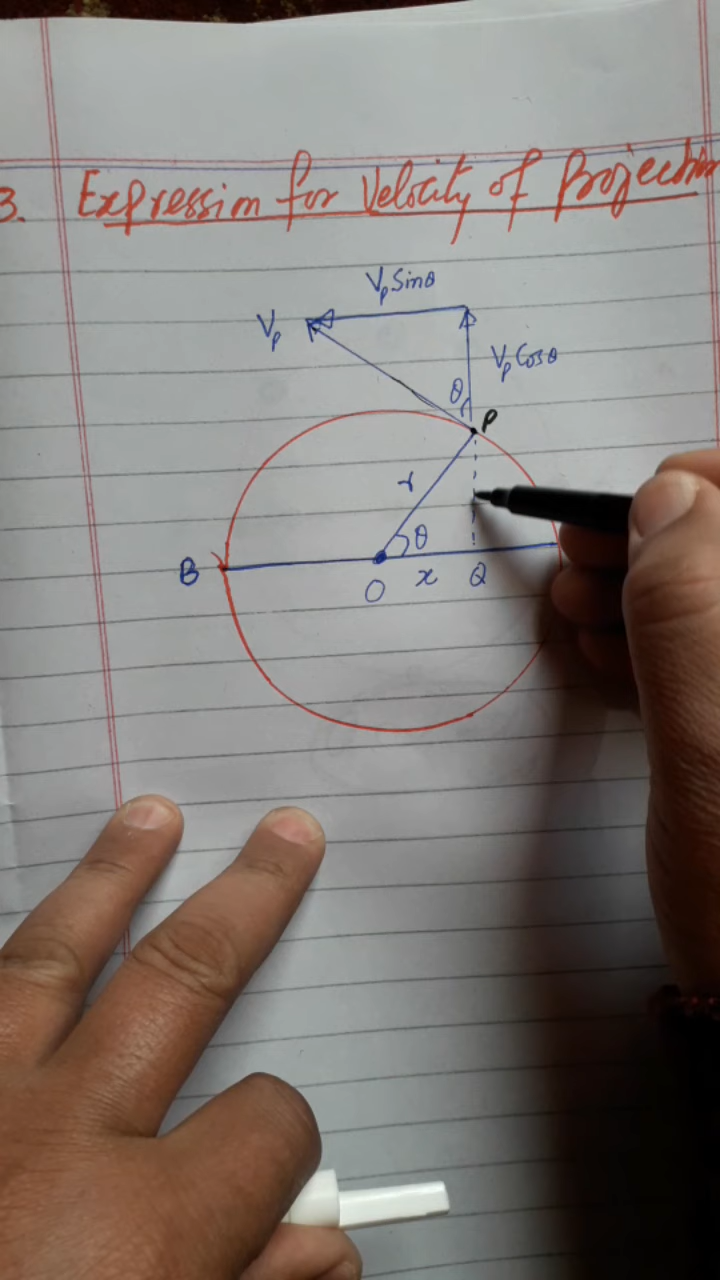 3. Expression for Velocity of Projection
VpSinθ
Vp
VpCosθ
θ
P
r
θ
B
O x Q